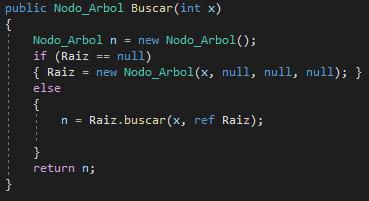 public Nodo_Arbol Buscar(int x)
{
Nodo_Arbol n = new Nodo_Arbol();
if (Raiz == null)
{ Raiz = new Nodo_Arbol(x, null, null, null); }
else
{
n = Raiz.buscar(x, ref Raiz);
}
return n;
}